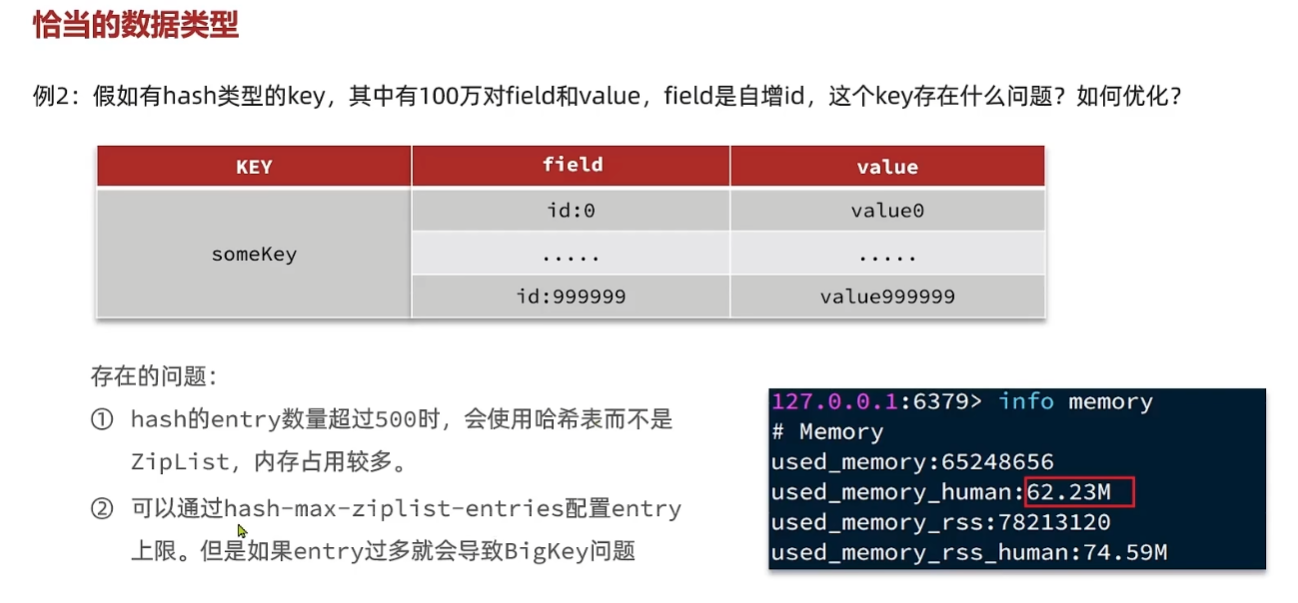 恰当的数据类型
例2：假如有hash类型的key，其中有100万对field和value，field是自增id，这个key存在什么问题？如何优化？
KEY field value
someKey
id:0 value0
..... .....
id:999999 value999999
存在的问题：
① hash的entry数量超过500时，会使用哈希表而不是
ZipList，内存占用较多。
② 可以通过hash-max-ziplist-entries配置entry
上限。但是如果entry过多就会导致BigKey问题
127.0.0.1:6379> info memory
# Memory
used_memory:65248656
used_memory_human:62.23M
used_memory_rss:78213120
used_memory_rss_human:74.59M